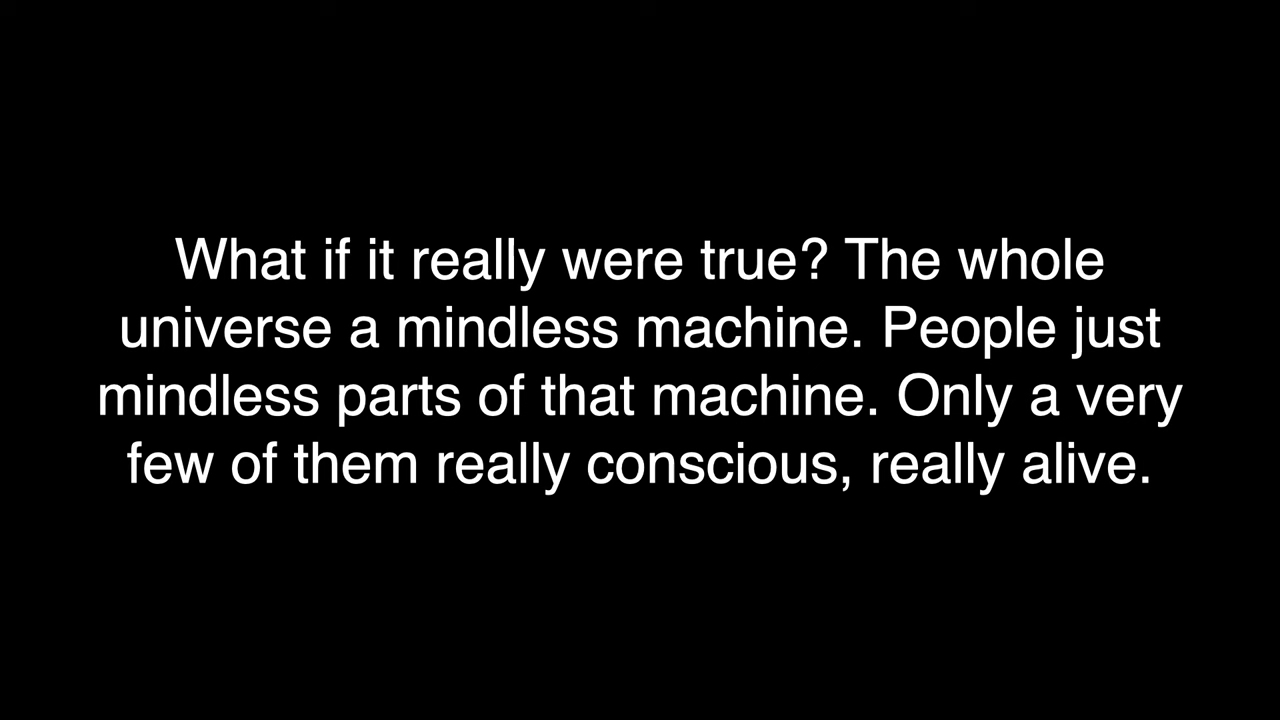 What if it really were true? The whole
universe a mindless machine. People just
mindless parts of that machine. Only a very
few of them really conscious, really alive.